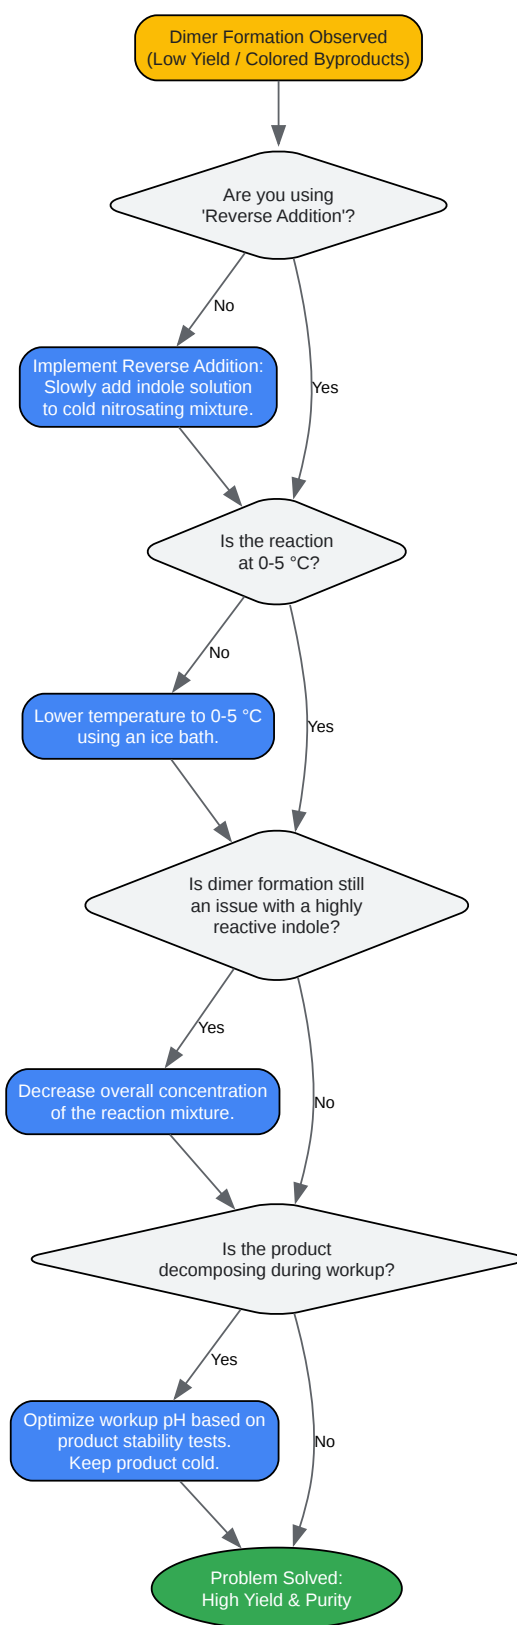 Dimer Formation Observed
(Low Yield / Colored Byproducts)
Are you using
'Reverse Addition'?
No
Implement Reverse Addition:
Slowly add indole solution
to cold nitrosating mixture.
Yes
Is the reaction
at 0-5 °C?
No
Lower temperature to 0-5 °C
using an ice bath.
Yes
Is dimer formation still
an issue with a highly
reactive indole?
Yes
Decrease overall concentration
of the reaction mixture.
No
Is the product
decomposing during workup?
Yes
Optimize workup pH based on
product stability tests.
Keep product cold.
No
Problem Solved:
High Yield & Purity